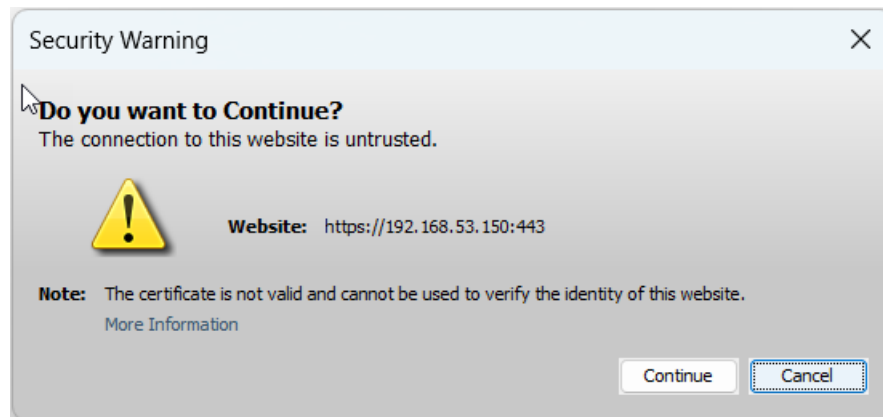 Security Warning
Do you want to Continue?
The connection to this website is untrusted.
Website: https://192.168.53.150:443
Note: The certificate is not valid and cannot be used to verify the identity of this website.
More Information
Continue Cancel